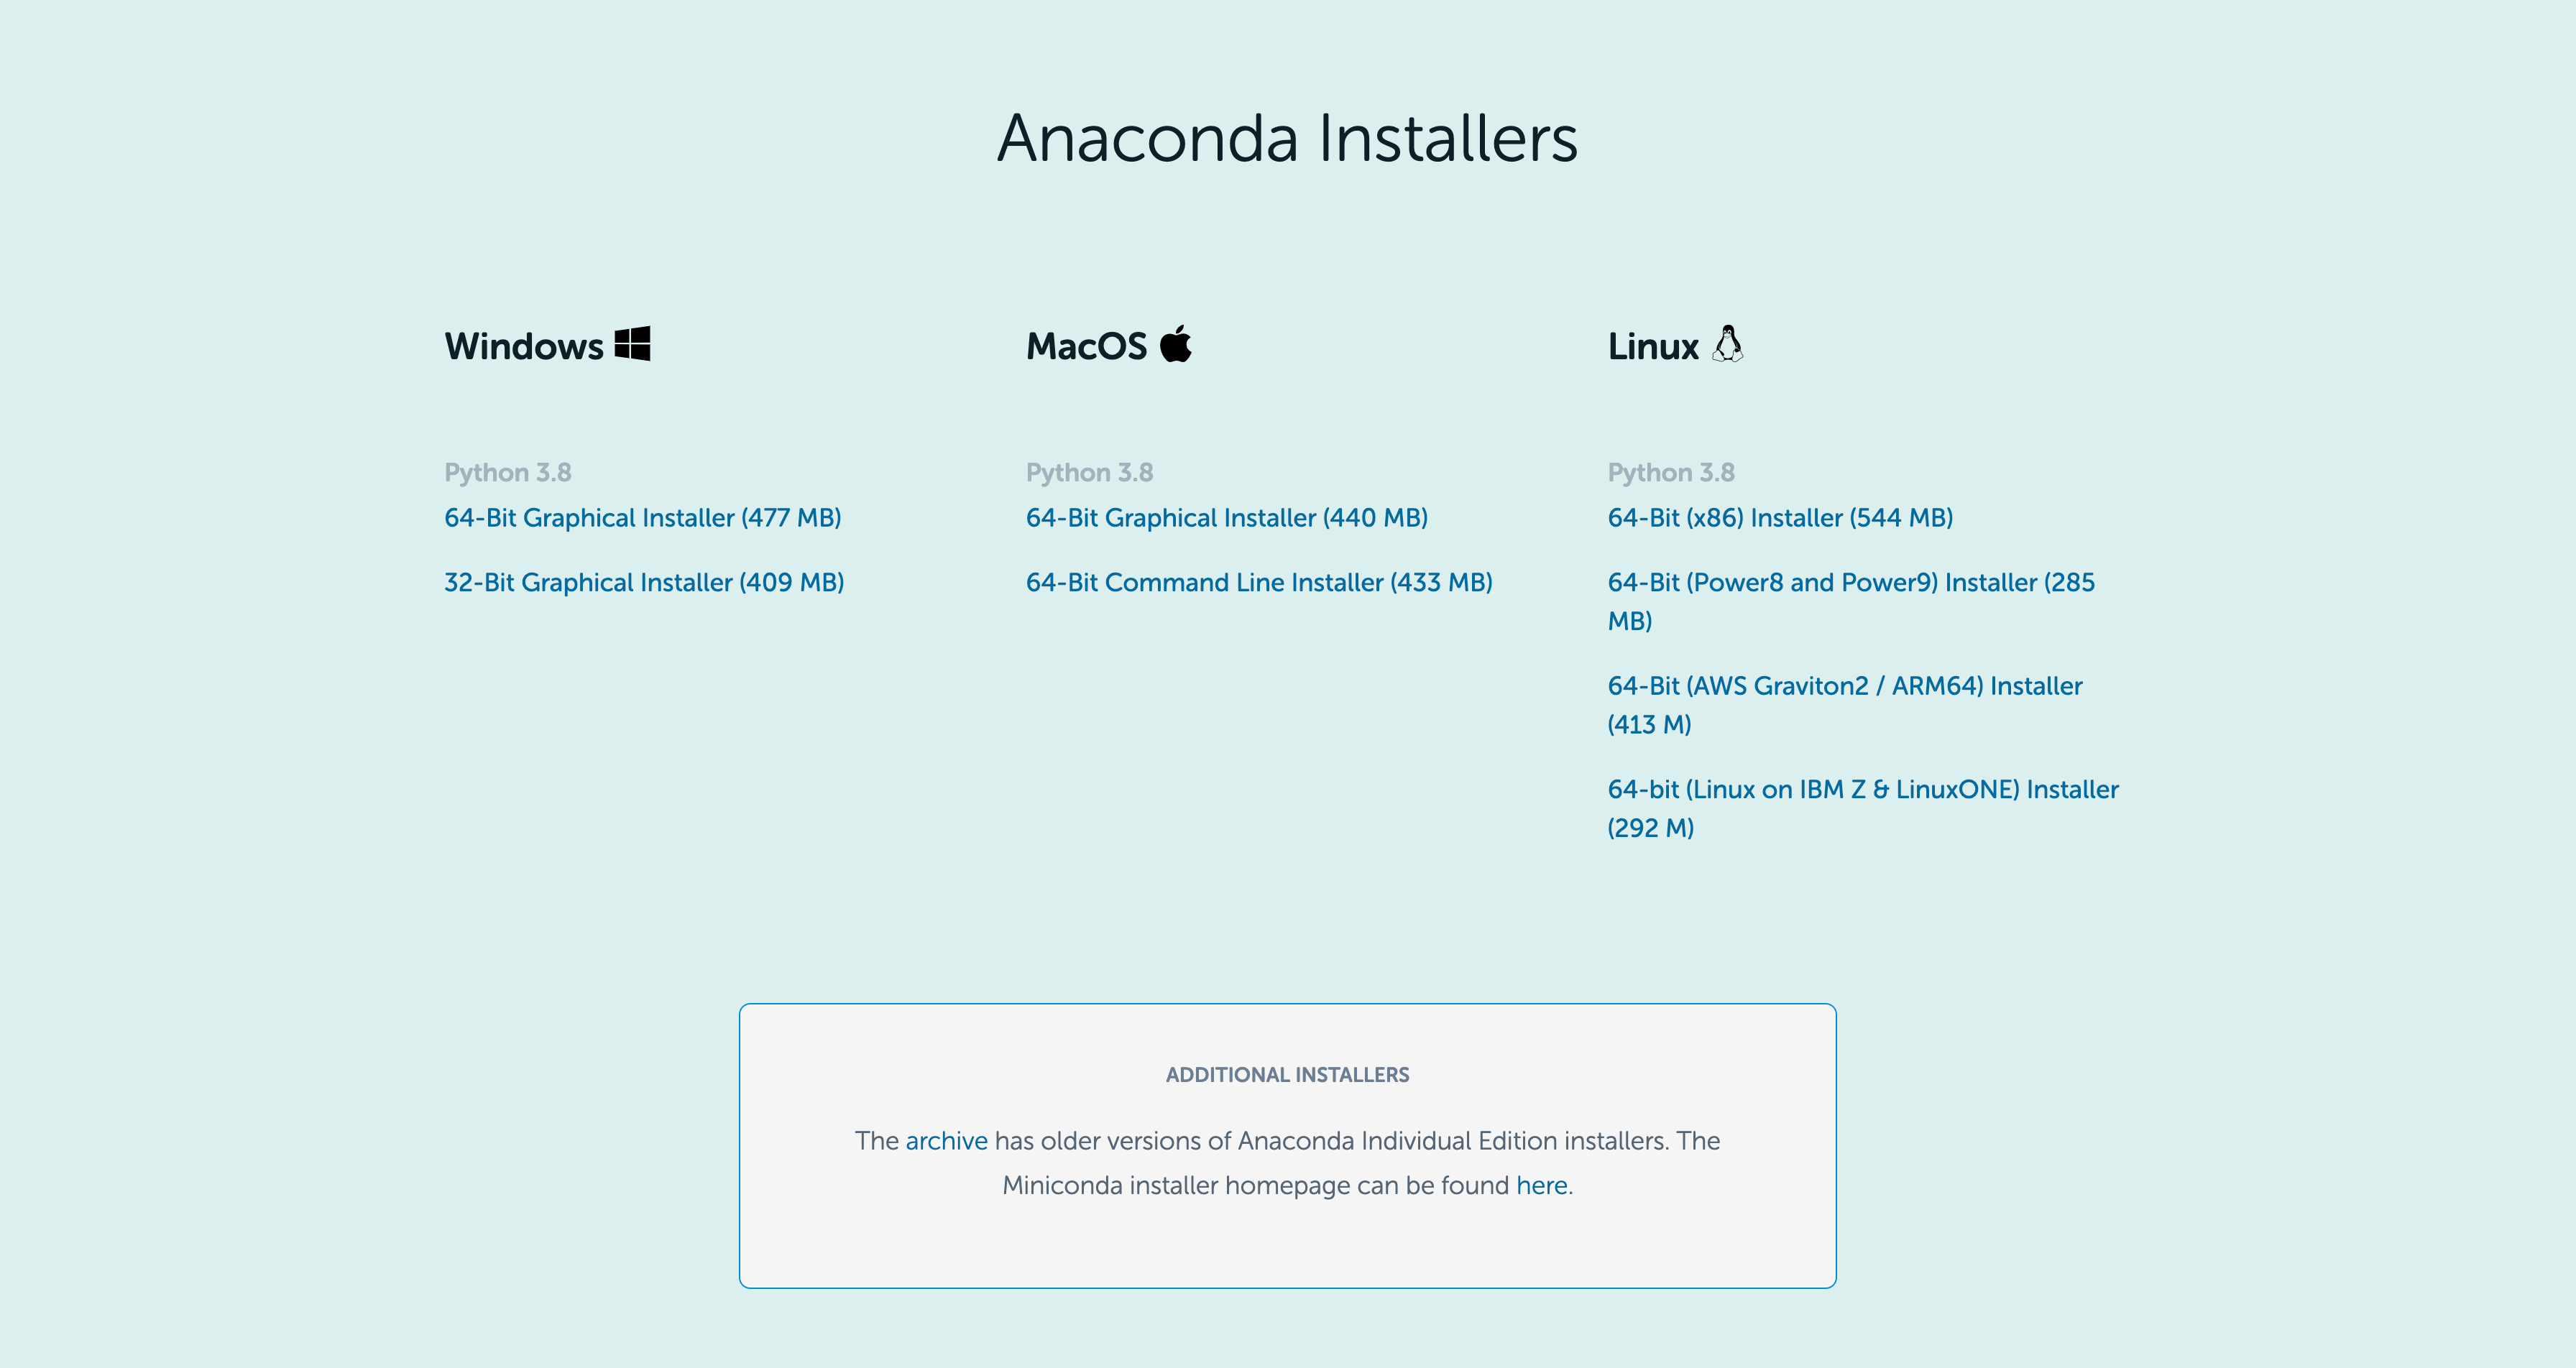 Anaconda Installers
Windows
Python 3.8
64-Bit Graphical Installer (477 MB)
32-Bit Graphical Installer (409 MB)
MacOS
Python 3.8
64-Bit Graphical Installer (440 MB)
64-Bit Command Line Installer (433 MB)
Linux
Python 3.8
64-Bit (x86) Installer (544 MB)
64-Bit (Power8 and Power9) Installer (285
MB)
64-Bit (AWS Graviton2 / ARM64) Installer
(413 M)
64-bit (Linux on IBM Z & LinuxONE) Installer
(292 M)
ADDITIONAL INSTALLERS
The archive has older versions of Anaconda Individual Edition installers. The
Miniconda installer homepage can be found here.